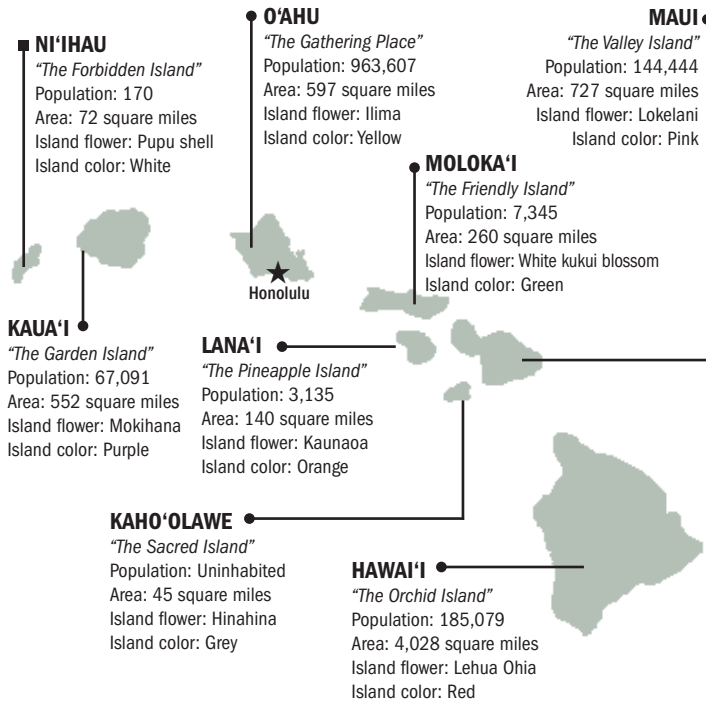 NI‘IHAU
“The Forbidden Island”
Population: 170
Area: 72 square miles
Island flower: Pupu shell
Island color: White
O‘AHU
“The Gathering Place”
Population: 963,607
Area: 597 square miles
Island flower: Ilima
Island color: Yellow
MAUI
“The Valley Island”
Population: 144,444
Area: 727 square miles
Island flower: Lokelani
Island color: Pink
MOLOKA‘I
“The Friendly Island”
Population: 7,345
Area: 260 square miles
Island flower: White kukui blossom
Island color: Green
Honolulu
KAUA‘I
“The Garden Island”
Population: 67,091
Area: 552 square miles
Island flower: Mokihana
Island color: Purple
LANA‘I
“The Pineapple Island”
Population: 3,135
Area: 140 square miles
Island flower: Kaunaoa
Island color: Orange
KAHO‘OLAWE
“The Sacred Island”
Population: Uninhabited
Area: 45 square miles
Island flower: Hinahina
Island color: Grey
HAWAI‘I
“The Orchid Island”
Population: 185,079
Area: 4,028 square miles
Island flower: Lehua Ohia
Island color: Red